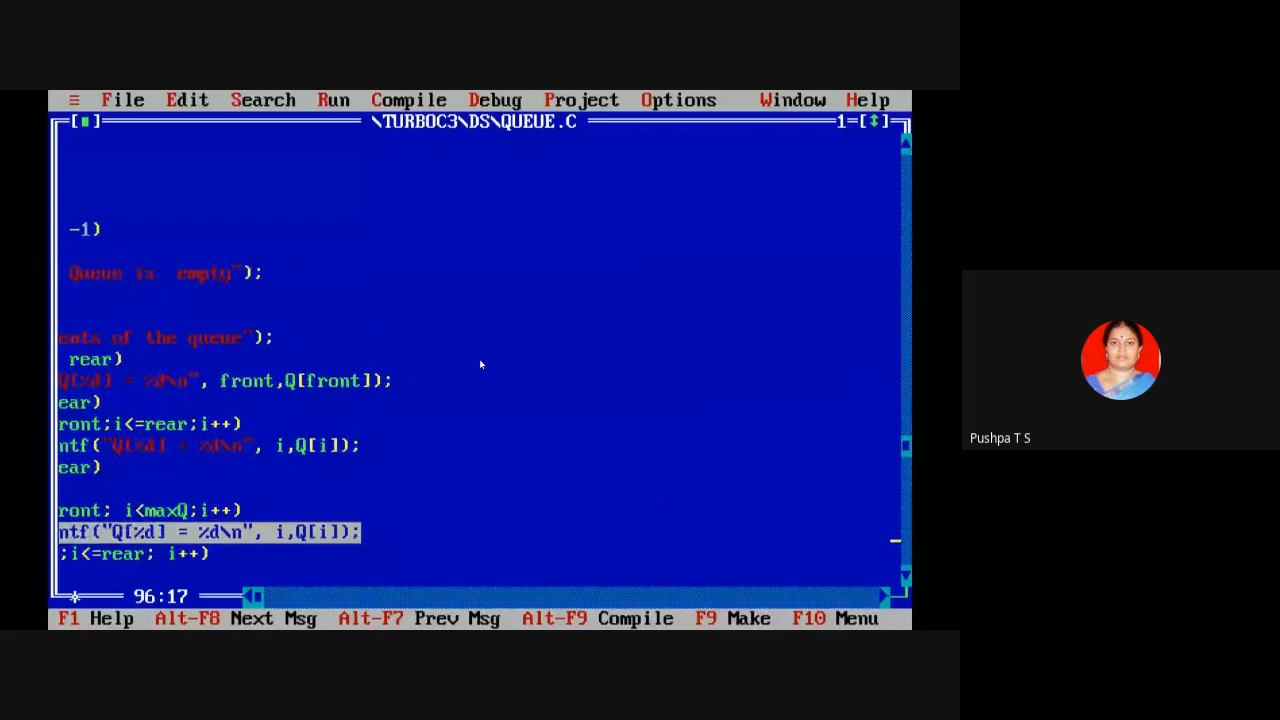 ≡ File Edit Search Run Compile Debug Project Options Window Help
[■] \TURBOC3\DS\QUEUE.C 1=[↕]
-1)
Queue is empty");
ents of the queue");
rear)
Q[%d] = %d\n", front,Q[front]);
ear)
ront;i<=rear;i++)
ntf("Q[%d] = %d\n", i,Q[i]);
ear)
ront; i<maxQ;i++)
ntf("Q[%d] = %d\n", i,Q[i]);
;i<=rear; i++)
96:17
F1 Help Alt-F8 Next Msg Alt-F7 Prev Msg Alt-F9 Compile F9 Make F10 Menu
Pushpa T S